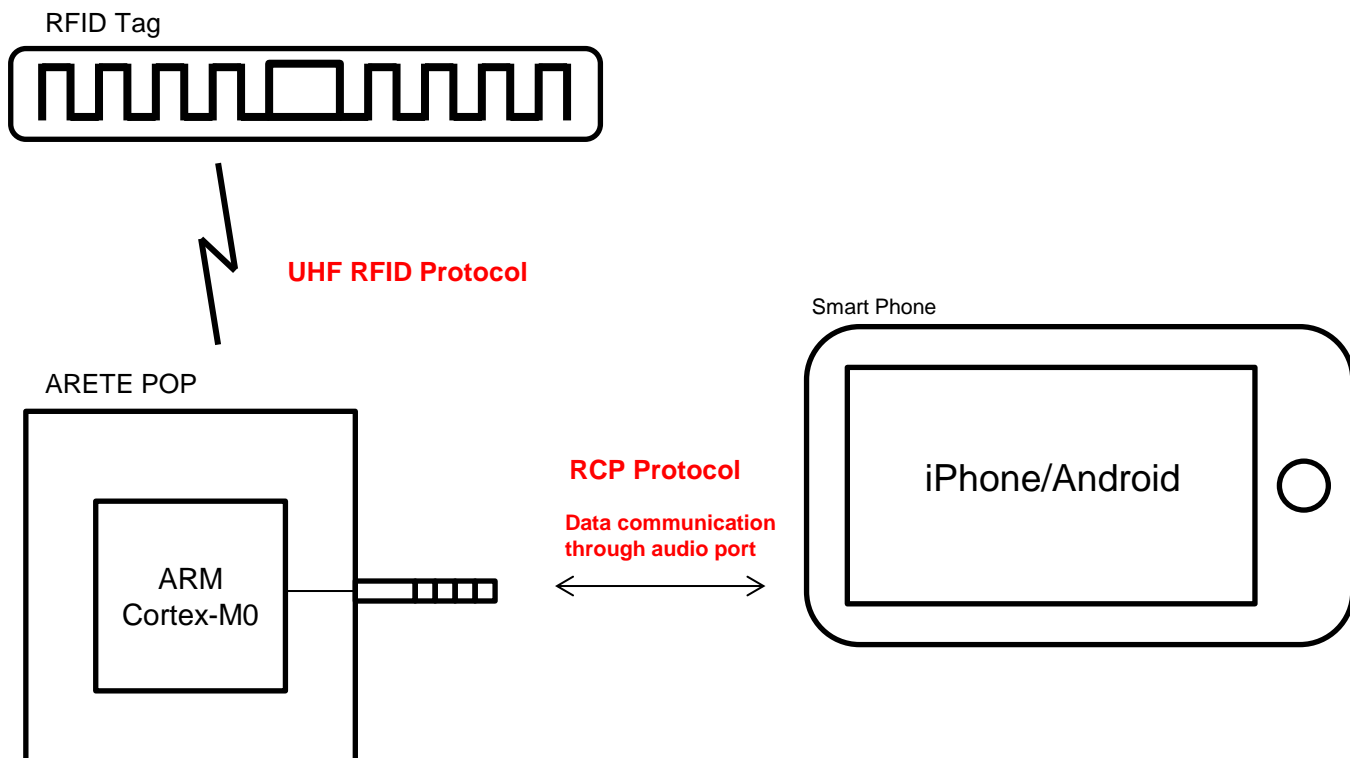 RFID Tag
UHF RFID Protocol
Smart Phone
ARETE POP
RCP Protocol
iPhone/Android
Data communication
through audio port
ARM
Cortex-M0